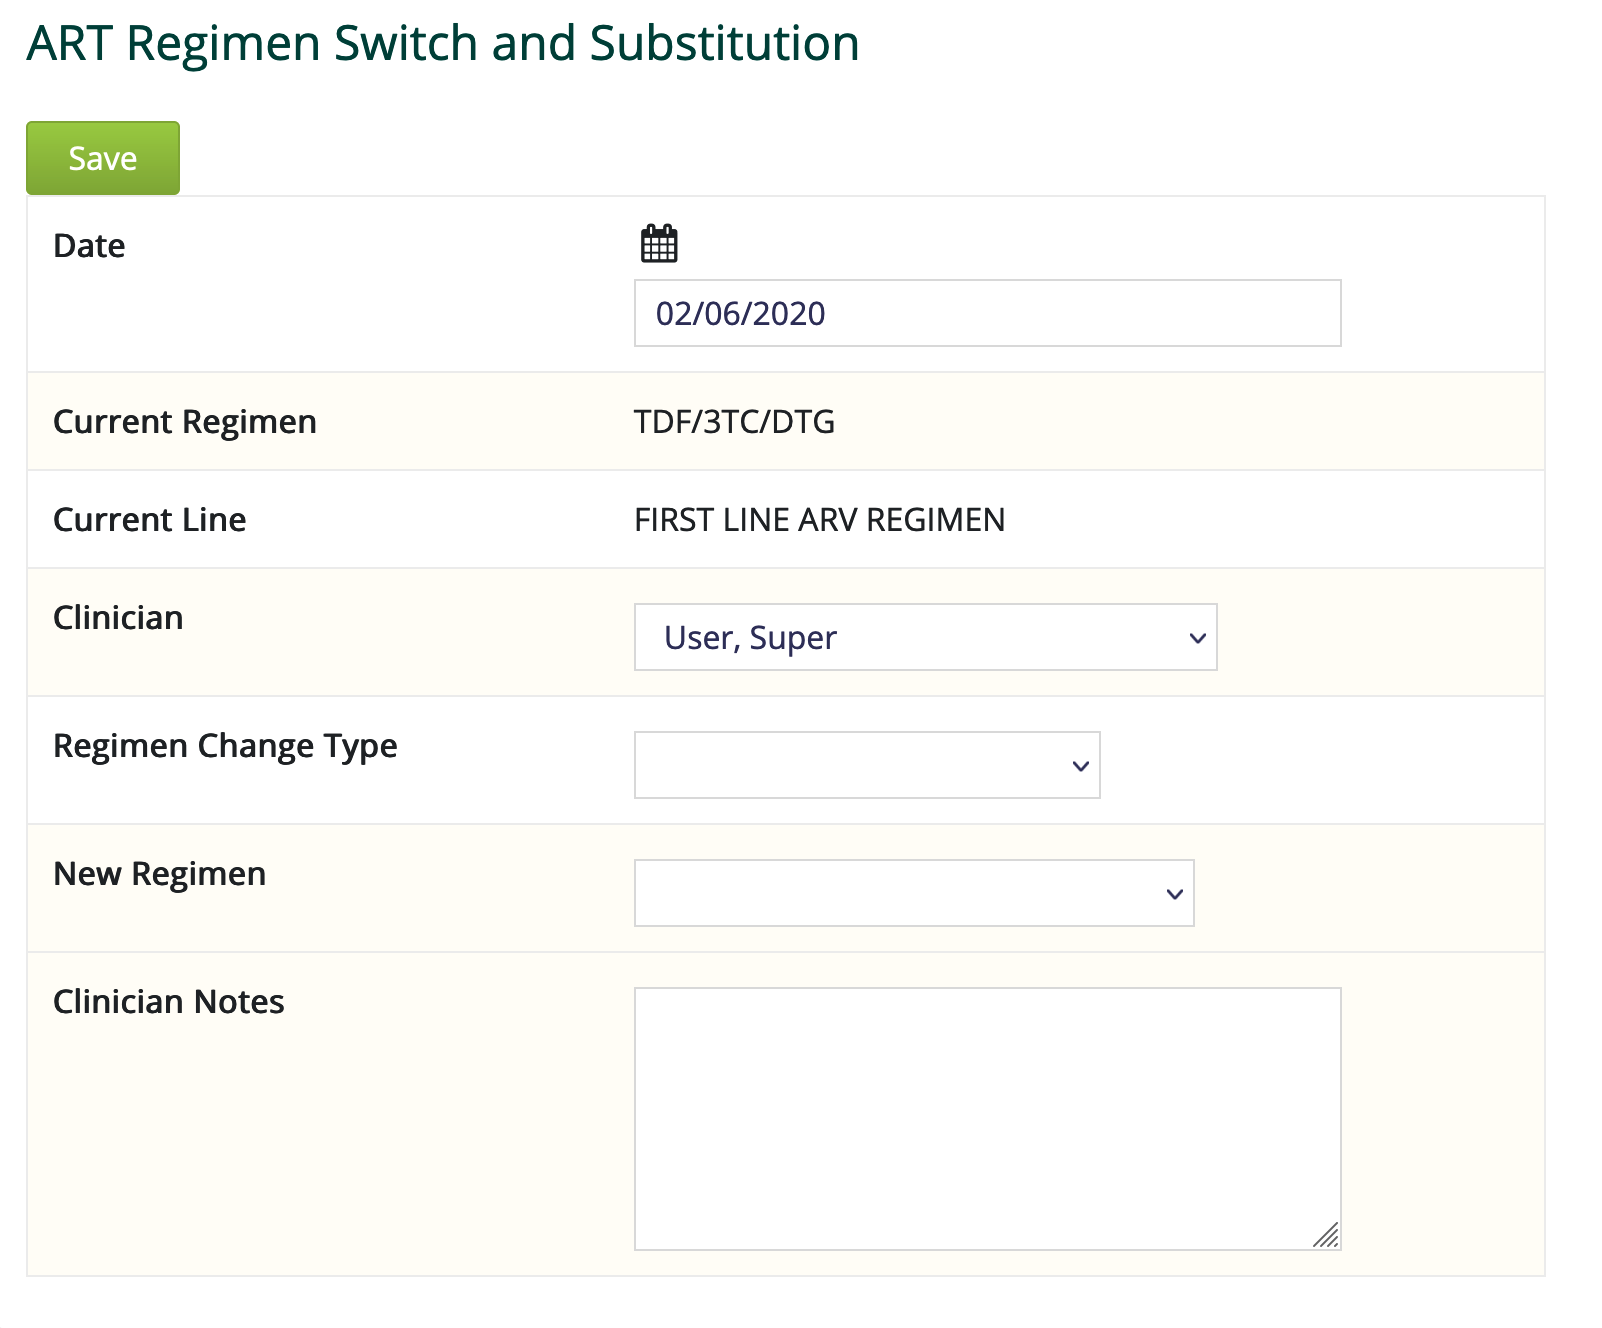 ART Regimen Switch and Substitution
Save
Date
02/06/2020
Current Regimen TDF/3TC/DTG
Current Line FIRST LINE ARV REGIMEN
Clinician User, Super
Regimen Change Type
New Regimen
Clinician Notes